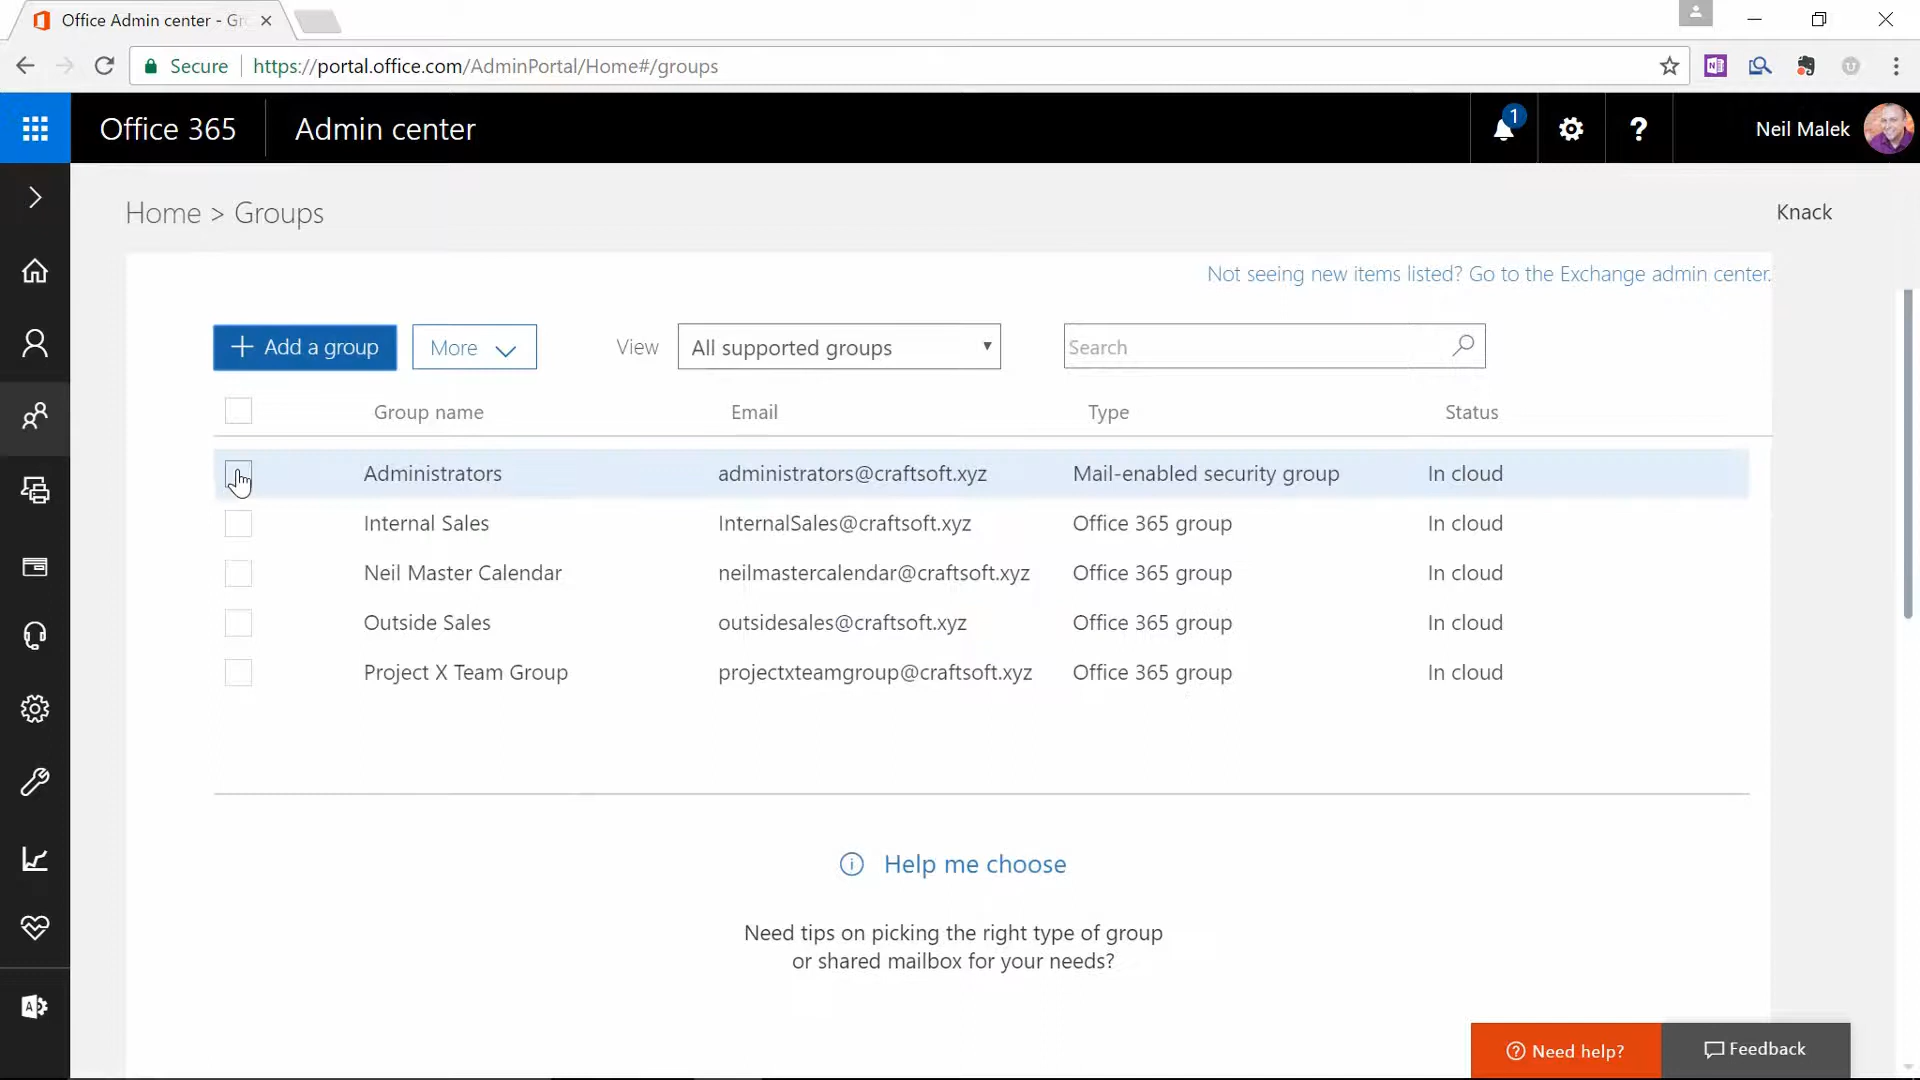 Office Admin center - Gr
Secure https://portal.office.com/AdminPortal/Home#/groups
Office 365 Admin center 1 ? Neil Malek
Home > Groups Knack
Not seeing new items listed? Go to the Exchange admin center.
+ Add a group More View All supported groups Search
Group name Email Type Status
Administrators administrators@craftsoft.xyz Mail-enabled security group In cloud
Internal Sales InternalSales@craftsoft.xyz Office 365 group In cloud
Neil Master Calendar neilmastercalendar@craftsoft.xyz Office 365 group In cloud
Outside Sales outsidesales@craftsoft.xyz Office 365 group In cloud
Project X Team Group projectxteamgroup@craftsoft.xyz Office 365 group In cloud
Help me choose
Need tips on picking the right type of group
or shared mailbox for your needs?
A
Need help? Feedback